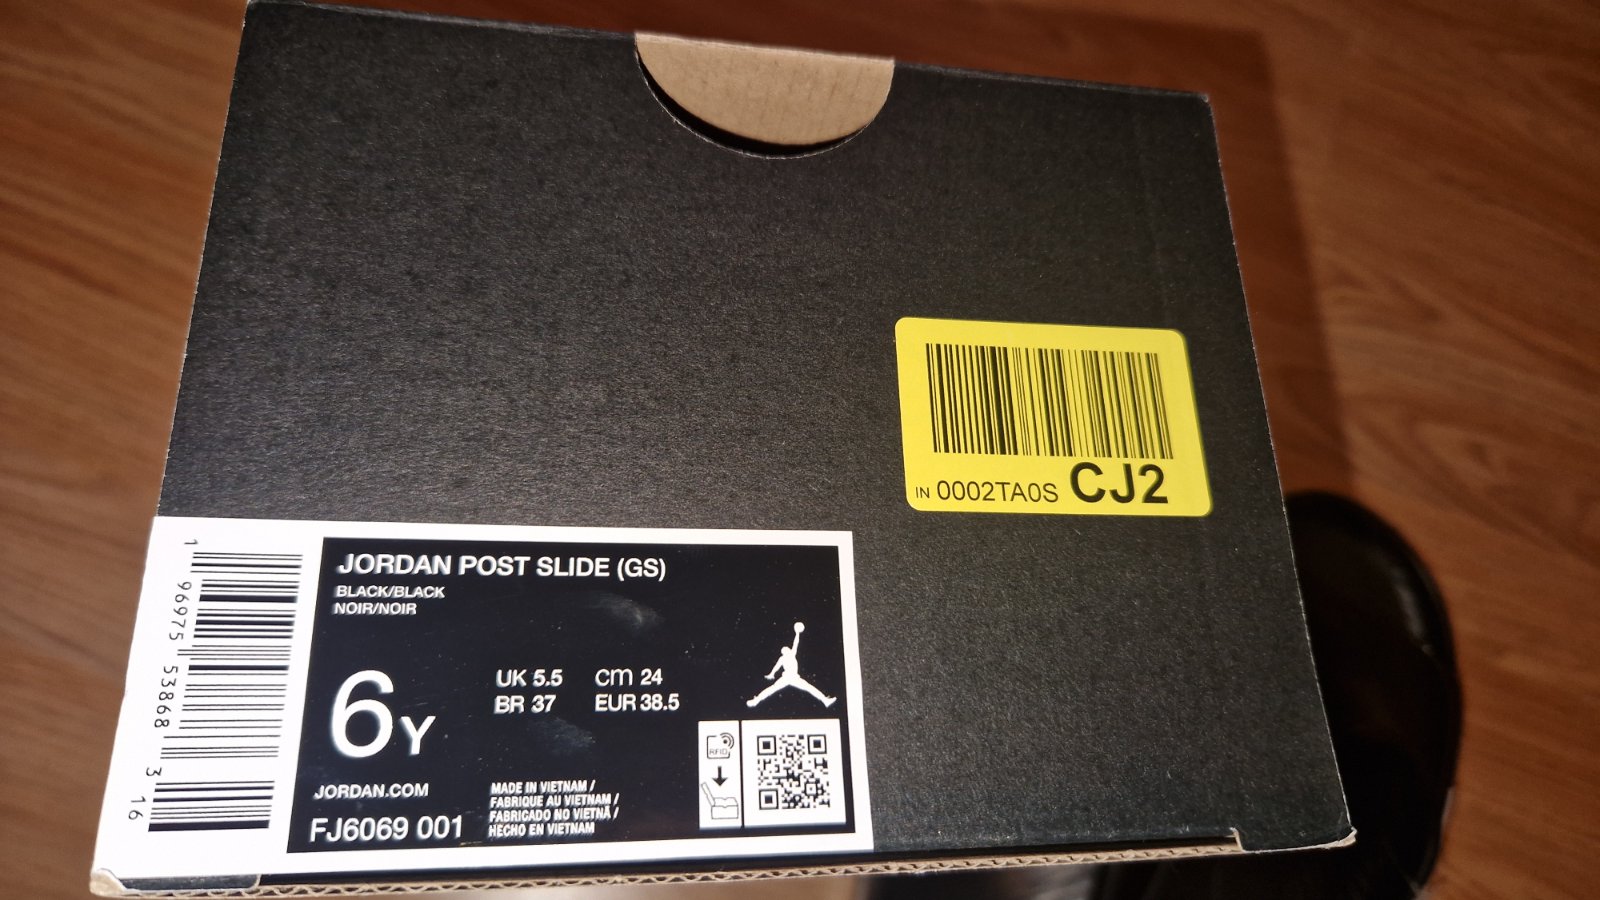 IN 0002TA0S CJ2
JORDAN POST SLIDE (GS)
BLACK/BLACK
NOIR/NOIR
6Y
UK 5.5 cm 24
BR 37 EUR 38.5
RFID
JORDAN.COM
FJ6069 001
MADE IN VIETNAM /
FABRIQUE AU VIETNAM /
FABRICADO NO VIETNÃ /
HECHO EN VIETNAM
1 96975 53868 3 16